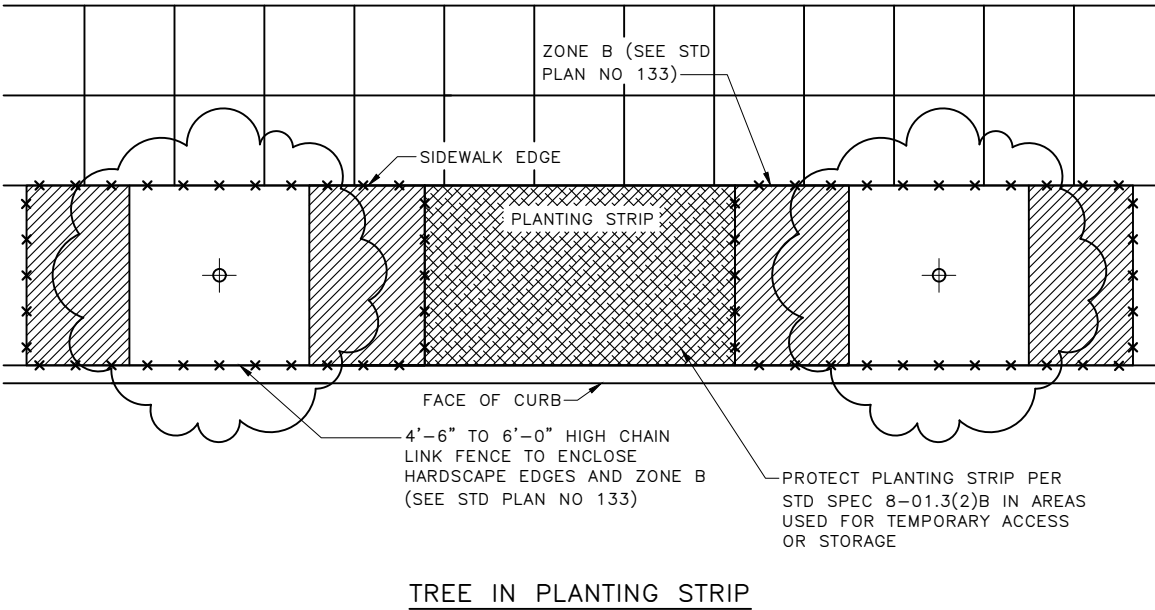 ZONE B (SEE STD
PLAN NO 133)
SIDEWALK EDGE
PLANTING STRIP
FACE OF CURB
4'-6" TO 6'-0" HIGH CHAIN
LINK FENCE TO ENCLOSE
HARDSCAPE EDGES AND ZONE B
(SEE STD PLAN NO 133)
PROTECT PLANTING STRIP PER
STD SPEC 8-01.3(2)B IN AREAS
USED FOR TEMPORARY ACCESS
OR STORAGE
TREE IN PLANTING STRIP